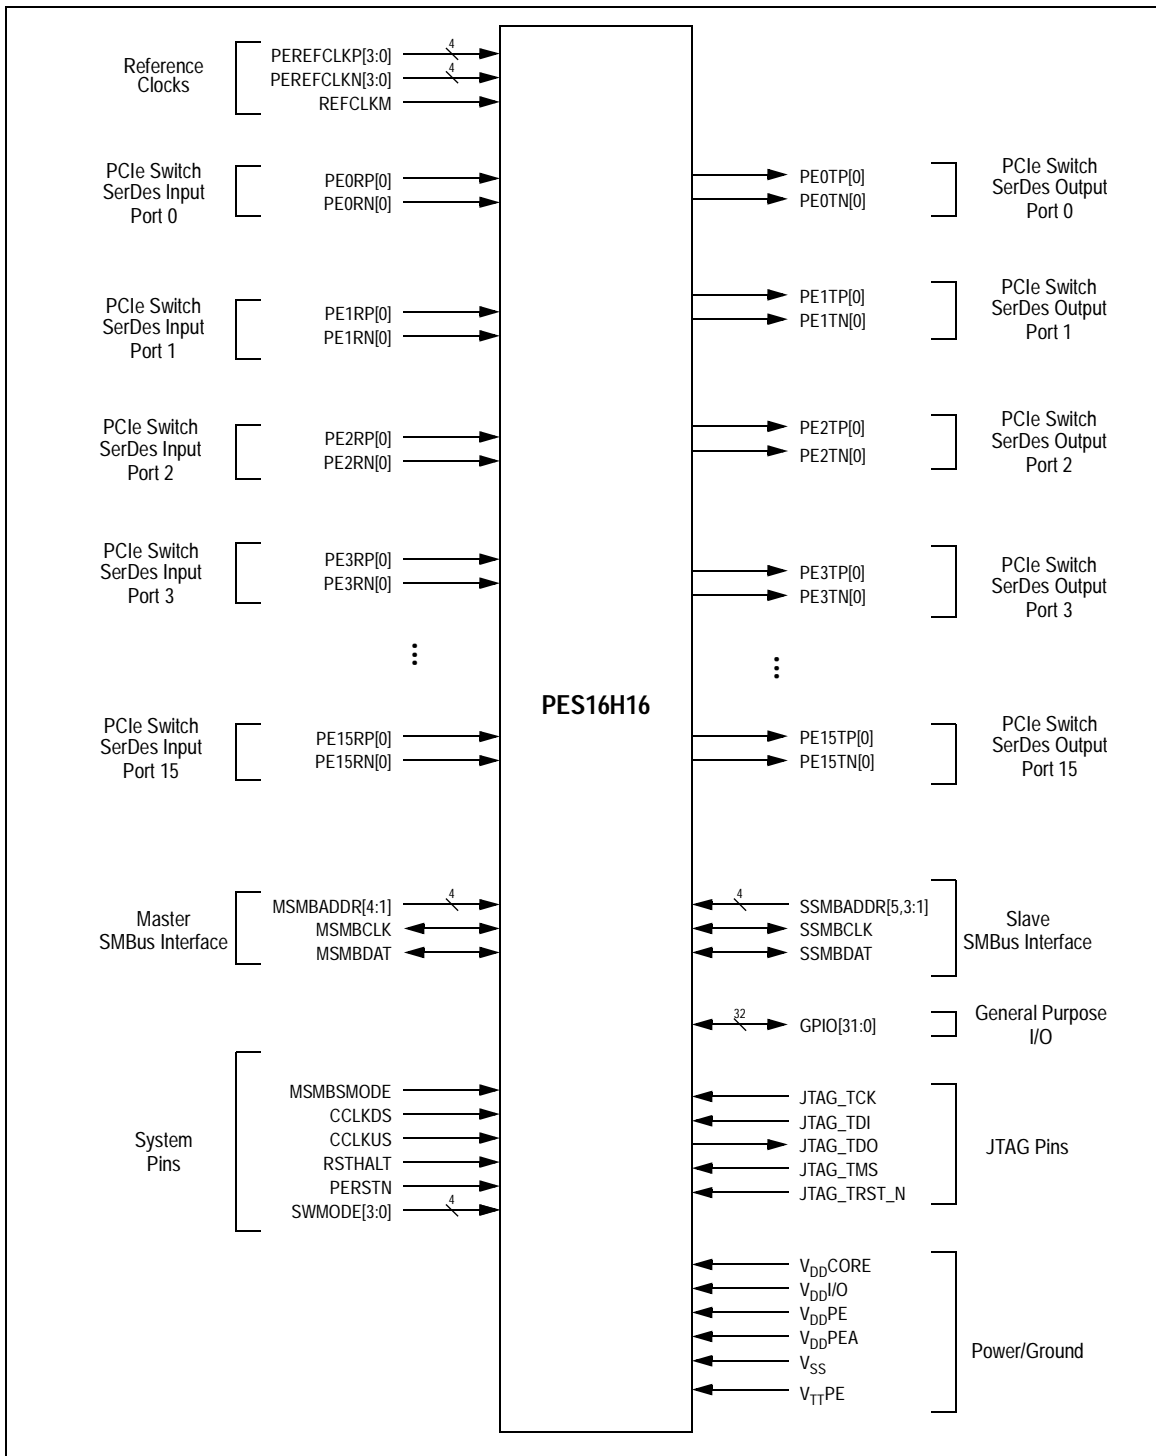 Reference
Clocks
PEREFCLKP[3:0]
4
PEREFCLKN[3:0]
4
REFCLKM
PCIe Switch
SerDes Input
Port 0
PE0RP[0]
PE0RN[0]
PE0TP[0]
PE0TN[0]
PCIe Switch
SerDes Output
Port 0
PCIe Switch
SerDes Input
Port 1
PE1RP[0]
PE1RN[0]
PE1TP[0]
PE1TN[0]
PCIe Switch
SerDes Output
Port 1
PCIe Switch
SerDes Input
Port 2
PE2RP[0]
PE2RN[0]
PE2TP[0]
PE2TN[0]
PCIe Switch
SerDes Output
Port 2
PCIe Switch
SerDes Input
Port 3
PE3RP[0]
PE3RN[0]
PE3TP[0]
PE3TN[0]
PCIe Switch
SerDes Output
Port 3
...
...
PES16H16
PCIe Switch
SerDes Input
Port 15
PE15RP[0]
PE15RN[0]
PE15TP[0]
PE15TN[0]
PCIe Switch
SerDes Output
Port 15
Master
SMBus Interface
MSMBADDR[4:1]
4
MSMBCLK
MSMBDAT
4
SSMBADDR[5,3:1]
SSMBCLK
SSMBDAT
Slave
SMBus Interface
32
GPIO[31:0]
General Purpose
I/O
System
Pins
MSMBSMODE
CCLKDS
CCLKUS
RSTHALT
PERSTN
SWMODE[3:0]
4
JTAG_TCK
JTAG_TDI
JTAG_TDO
JTAG_TMS
JTAG_TRST_N
JTAG Pins
VDDCORE
VDDI/O
VDDPE
VDDPEA
VSS
VTTPE
Power/Ground